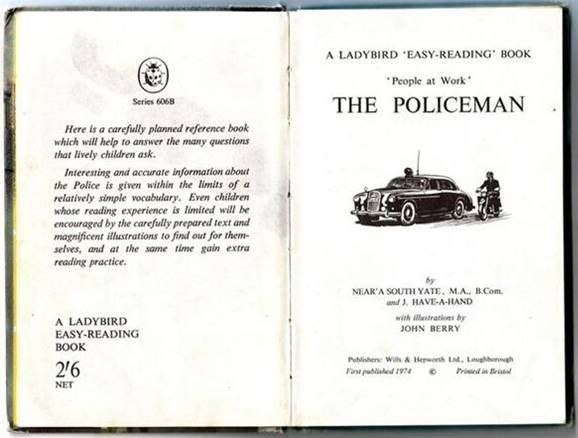 Series 606B
Here is a carefully planned reference book
which will help to answer the many questions
that lively children ask.
Interesting and accurate information about
the Police is given within the limits of a
relatively simple vocabulary. Even children
whose reading experience is limited will be
encouraged by the carefully prepared text and
magnificent illustrations to find out for them-
selves, and at the same time gain extra
reading practice.
A LADYBIRD
EASY-READING
BOOK
2'6
NET
A LADYBIRD 'EASY-READING' BOOK
'People at Work'
THE POLICEMAN
by
NEAR'A SOUTH YATE, M.A., B.Com.
and J. HAVE-A-HAND
with illustrations by
JOHN BERRY
Publishers: Wills & Hepworth Ltd., Loughborough
First published 1974 © Printed in Bristol